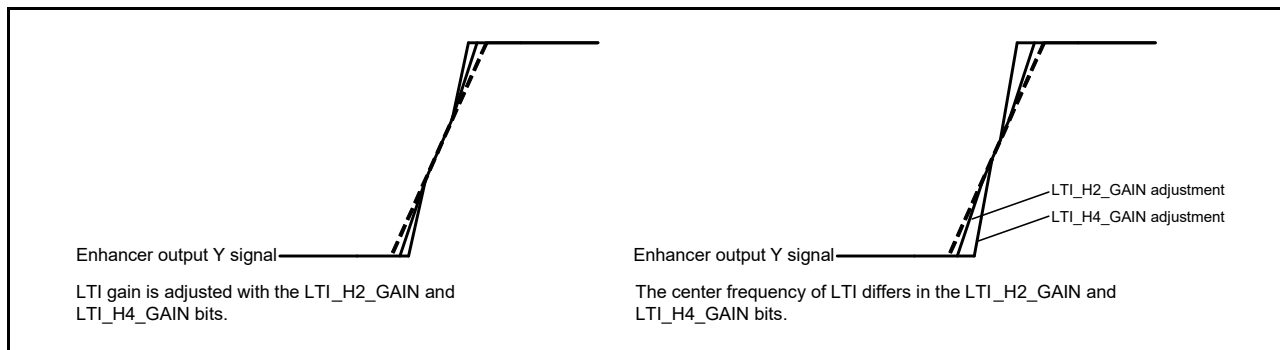 Enhancer output Y signal
LTI gain is adjusted with the LTI_H2_GAIN and
LTI_H4_GAIN bits.
LTI_H2_GAIN adjustment
LTI_H4_GAIN adjustment
Enhancer output Y signal
The center frequency of LTI differs in the LTI_H2_GAIN and
LTI_H4_GAIN bits.